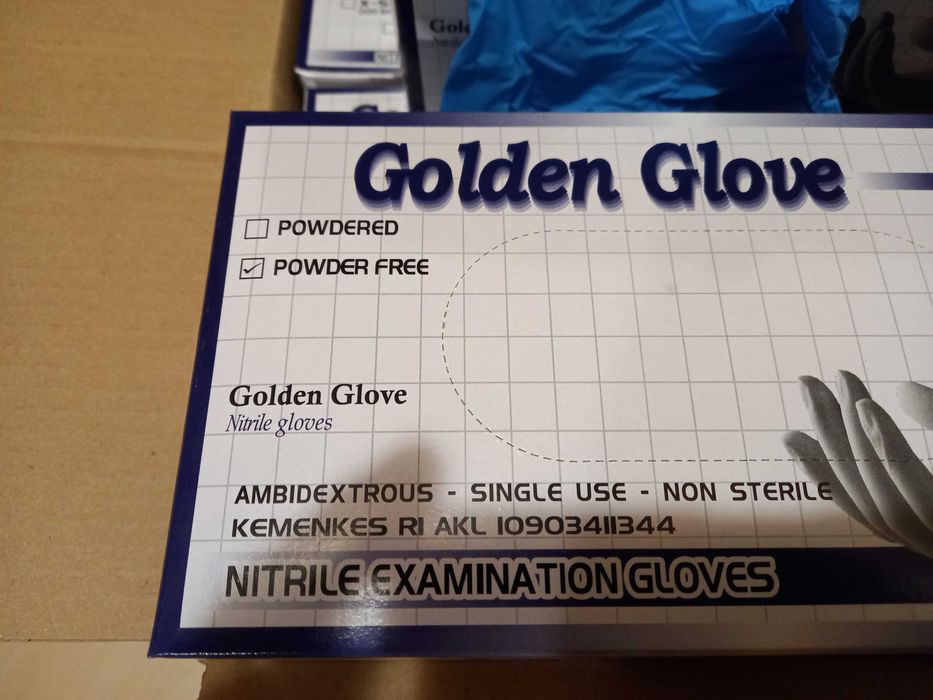 Golden Glove
POWDERED
POWDER FREE
Golden Glove
Nitrile gloves
AMBIDEXTROUS - SINGLE USE - NON STERILE
KEMENKES RI AKL 10903411344
NITRILE EXAMINATION GLOVES